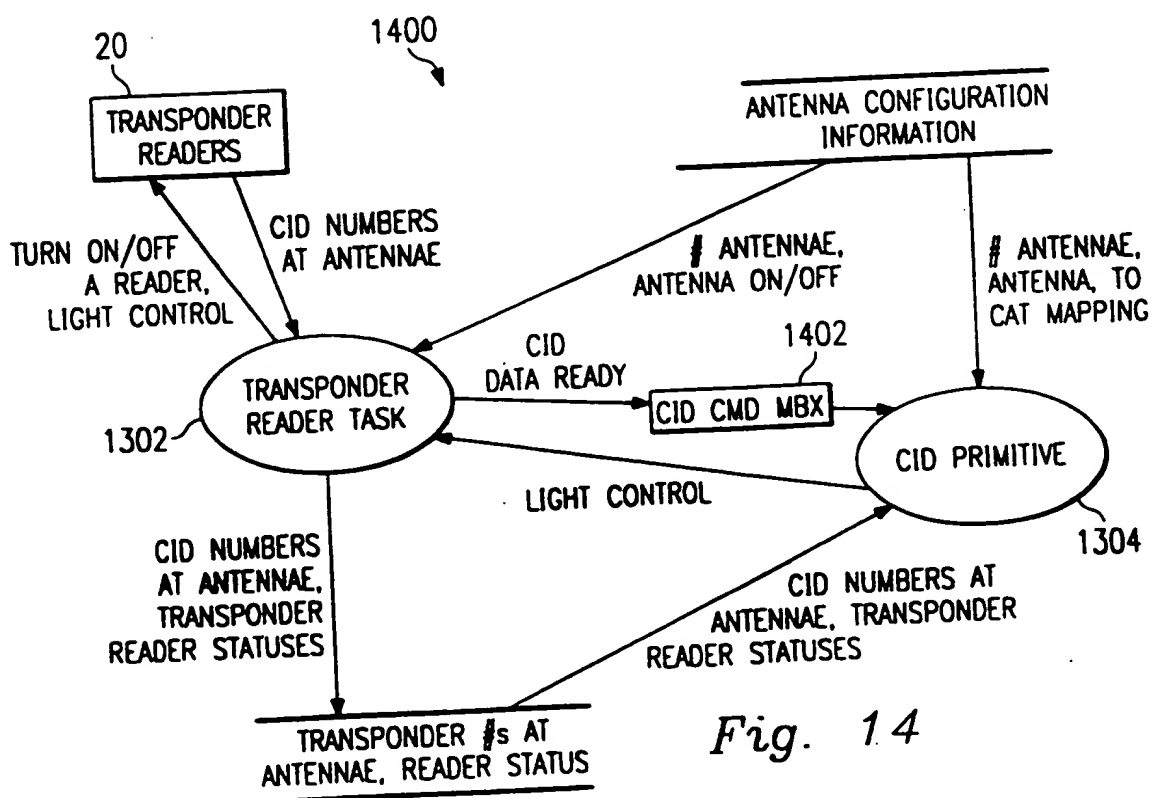 20
1400
TRANSPONDER
READERS
ANTENNA CONFIGURATION
INFORMATION
TURN ON/OFF
A READER,
LIGHT CONTROL
CID NUMBERS
AT ANTENNAE
# ANTENNAE,
ANTENNA ON/OFF
# ANTENNAE,
ANTENNA, TO
CAT MAPPING
TRANSPONDER
READER TASK
1302
CID
DATA READY
1402
CID CMD MBX
CID PRIMITIVE
1304
LIGHT CONTROL
CID NUMBERS
AT ANTENNAE,
TRANSPONDER
READER STATUSES
CID NUMBERS AT
ANTENNAE, TRANSPONDER
READER STATUSES
TRANSPONDER #s AT
ANTENNAE, READER STATUS
Fig. 14